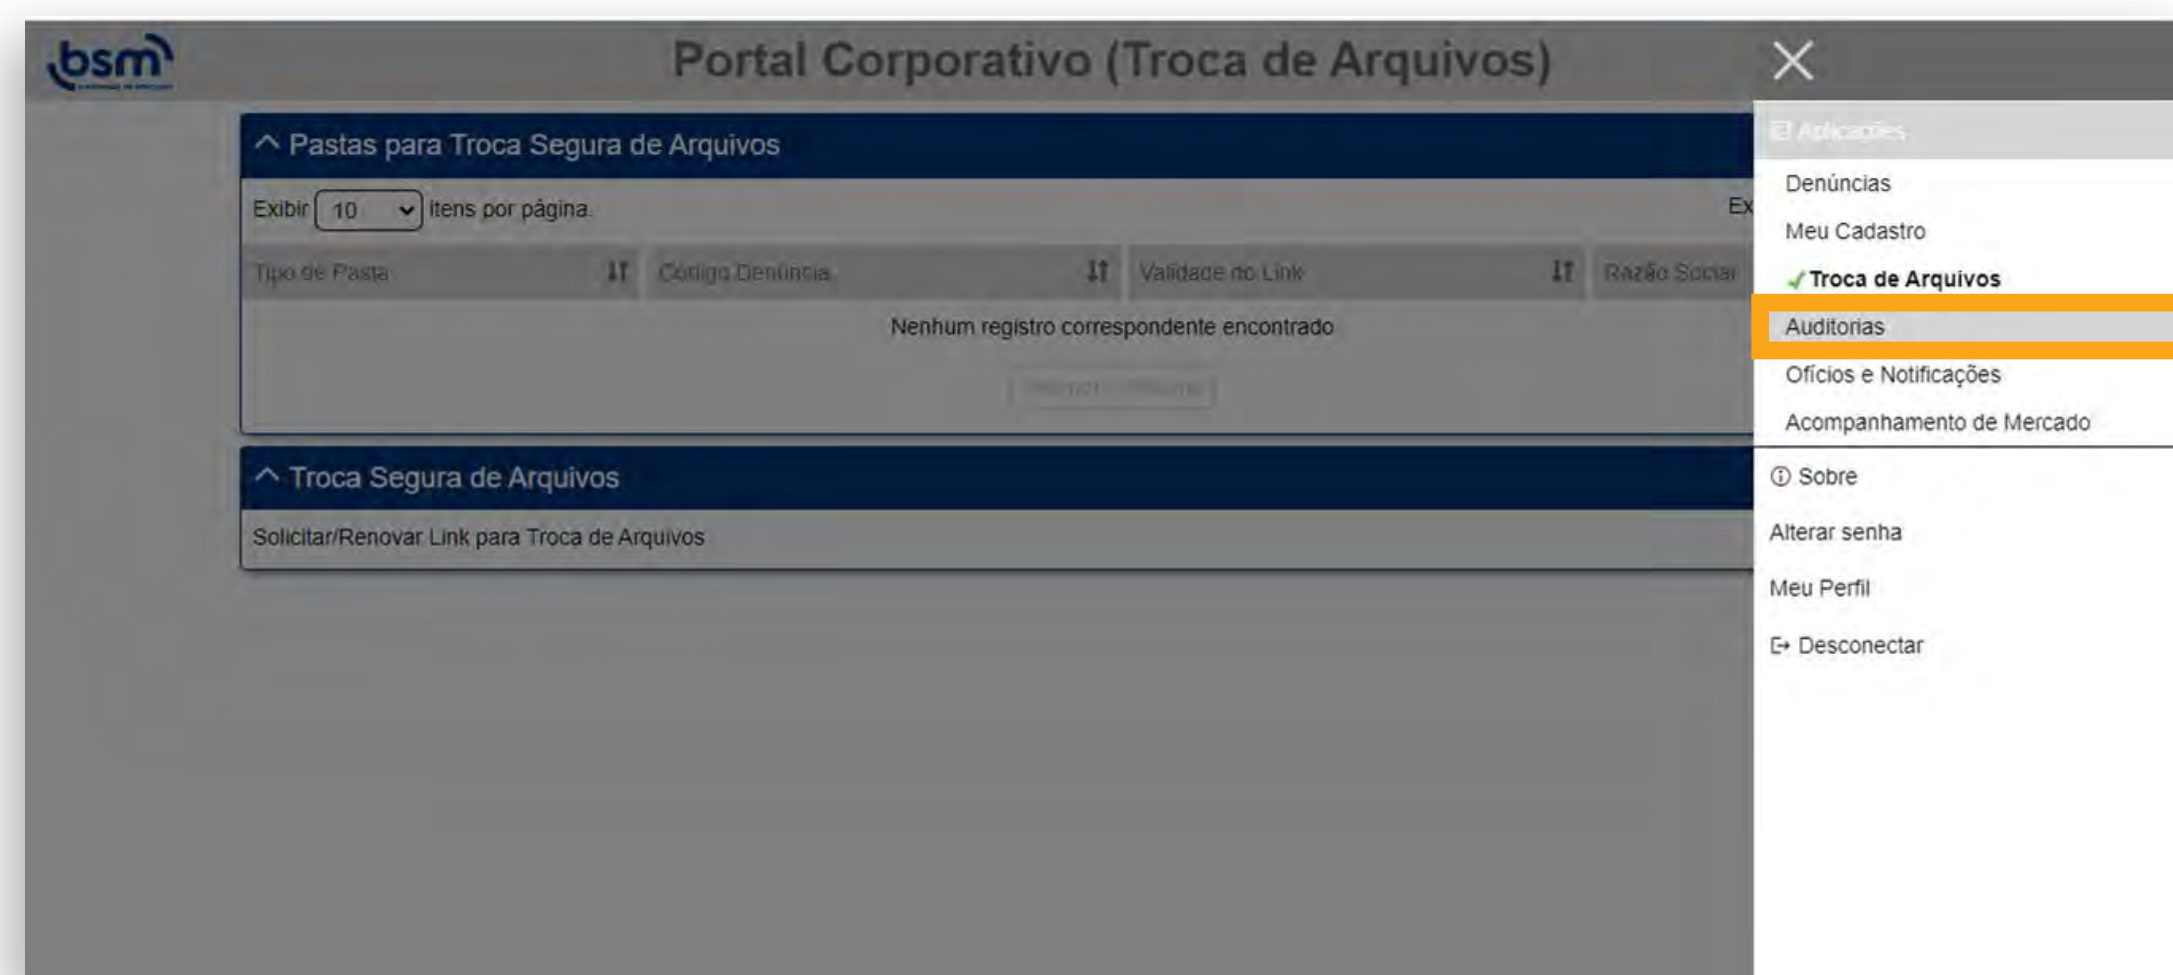 bsm
Portal Corporativo (Troca de Arquivos)
Pastas para Troca Segura de Arquivos
Exibir 10 itens por página.
Ex
Tipo de Pasta
Código Denúncia
Validade do Link
Razão Social
Nenhum registro correspondente encontrado
Troca Segura de Arquivos
Solicitar/Renovar Link para Troca de Arquivos
Aplicações
Denúncias
Meu Cadastro
Troca de Arquivos
Auditorias
Ofícios e Notificações
Acompanhamento de Mercado
Sobre
Alterar senha
Meu Perfil
Desconectar